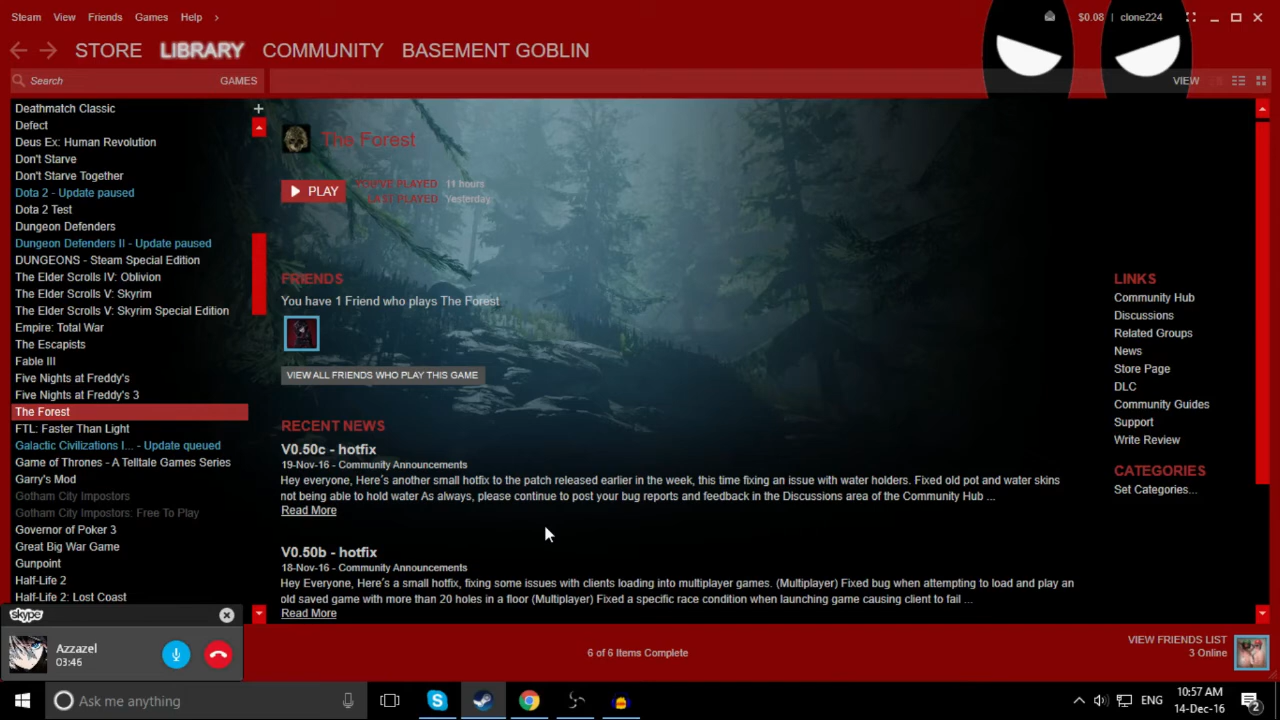 Steam View Friends Games Help >
$0.08 | clone224
STORE LIBRARY COMMUNITY BASEMENT GOBLIN
Search GAMES
VIEW
Deathmatch Classic
Defect
Deus Ex: Human Revolution
Don't Starve
Don't Starve Together
Dota 2 - Update paused
Dota 2 Test
Dungeon Defenders
Dungeon Defenders II - Update paused
DUNGEONS - Steam Special Edition
The Elder Scrolls IV: Oblivion
The Elder Scrolls V: Skyrim
The Elder Scrolls V: Skyrim Special Edition
Empire: Total War
The Escapists
Fable III
Five Nights at Freddy's
Five Nights at Freddy's 3
The Forest
FTL: Faster Than Light
Galactic Civilizations I... - Update queued
Game of Thrones - A Telltale Games Series
Garry's Mod
Gotham City Impostors
Gotham City Impostors: Free To Play
Governor of Poker 3
Great Big War Game
Gunpoint
Half-Life 2
Half-Life 2: Lost Coast
The Forest
PLAY
YOU'VE PLAYED 11 hours
LAST PLAYED Yesterday
FRIENDS
You have 1 Friend who plays The Forest
VIEW ALL FRIENDS WHO PLAY THIS GAME
RECENT NEWS
V0.50c - hotfix
19-Nov-16 - Community Announcements
Hey everyone, Here's another small hotfix to the patch released earlier in the week, this time fixing an issue with water holders. Fixed old pot and water skins
not being able to hold water As always, please continue to post your bug reports and feedback in the Discussions area of the Community Hub ...
Read More
V0.50b - hotfix
18-Nov-16 - Community Announcements
Hey Everyone, Here's a small hotfix, fixing some issues with clients loading into multiplayer games. (Multiplayer) Fixed bug when attempting to load and play an
old saved game with more than 20 holes in a floor (Multiplayer) Fixed a specific race condition when launching game causing client to fail ...
Read More
LINKS
Community Hub
Discussions
Related Groups
News
Store Page
DLC
Community Guides
Support
Write Review
CATEGORIES
Set Categories...
skype
Azzazel
03:46
6 of 6 Items Complete
VIEW FRIENDS LIST
3 Online
Ask me anything
ENG
10:57 AM
14-Dec-16
2